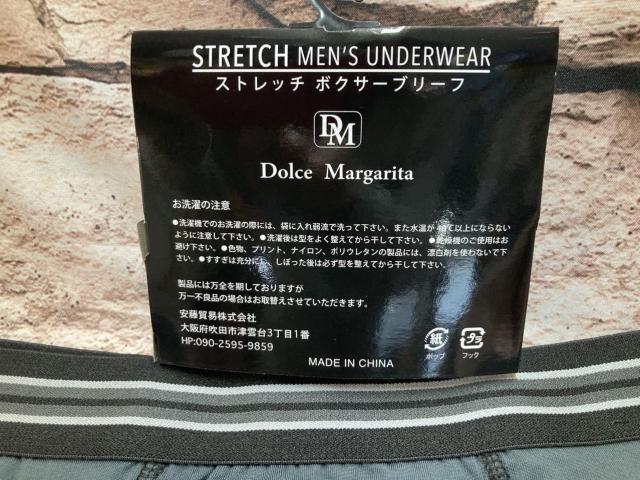 STRETCH MEN'S UNDERWEAR
ストレッチ ボクサーブリーフ
DM
Dolce Margarita
お洗濯の注意
●洗濯機でのお洗濯の際には、袋に入れ弱流で洗って下さい。また水温が 40℃以上にならない
ように注意して下さい。●洗濯後は型をよく整えてから干して下さい。●乾燥機のご使用はお
避け下さい。●色物、プリント、ナイロン、ポリウレタンの製品には、漂白剤を使わないで下
さい。●すすぎは充分にし、しぼった後は必ず型を整えてから干して下さい。
製品には万全を期しておりますが
万一不良品の場合はお取替えさせていただきます。
安藤貿易株式会社
大阪府吹田市津雲台3丁目1番
HP:090-2595-9859
紙
ポップ
プラ
フック
MADE IN CHINA